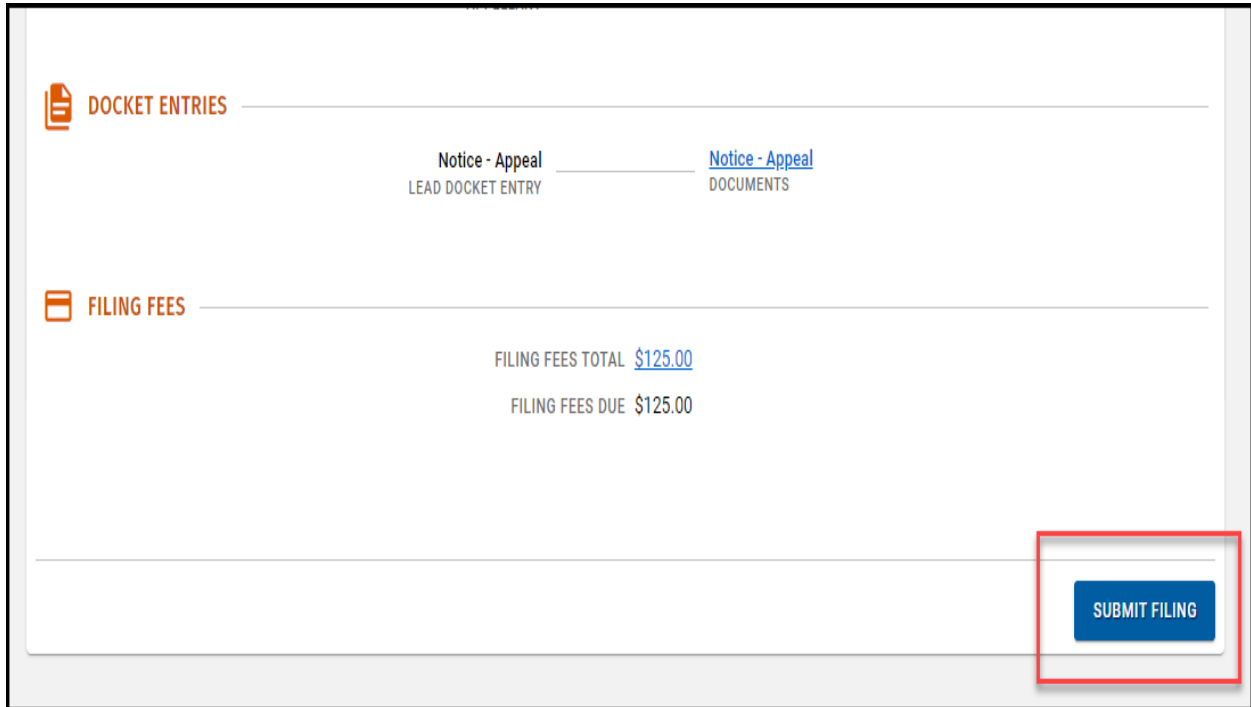 DOCKET ENTRIES
Notice - Appeal
LEAD DOCKET ENTRY
Notice - Appeal
DOCUMENTS
FILING FEES
FILING FEES TOTAL $125.00
FILING FEES DUE $125.00
SUBMIT FILING